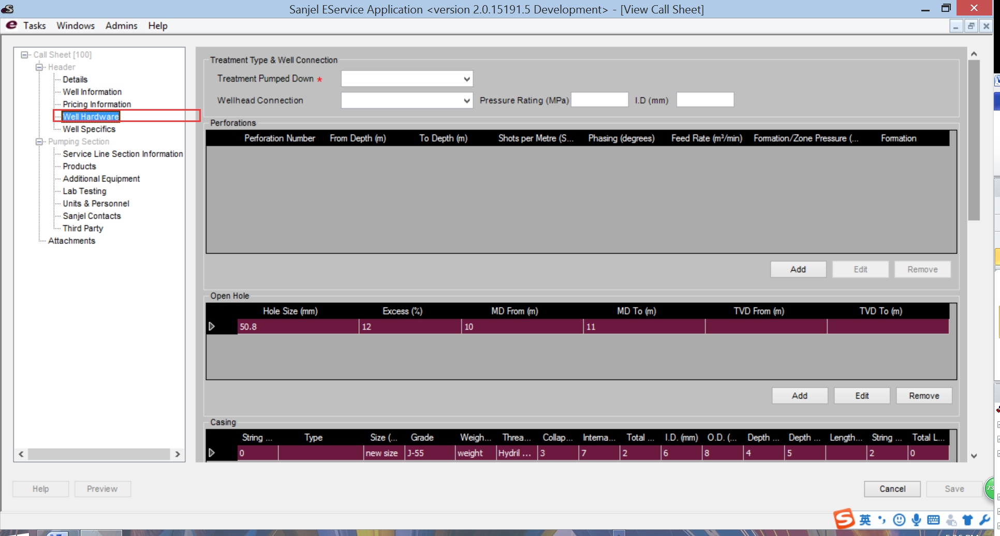 Sanjel EService Application <version 2.0.15191.5 Development> - [View Call Sheet]
Tasks Windows Admins Help
Call Sheet [100]
Header
Details
Well Information
Pricing Information
Well Hardware
Well Specifics
Pumping Section
Service Line Section Information
Products
Additional Equipment
Lab Testing
Units & Personnel
Sanjel Contacts
Third Party
Attachments
Treatment Type & Well Connection
Treatment Pumped Down *
Wellhead Connection Pressure Rating (MPa) I.D (mm)
Perforations
Perforation Number From Depth (m) To Depth (m) Shots per Metre (S... Phasing (degrees) Feed Rate (m³/min) Formation/Zone Pressure (... Formation
Add Edit Remove
Open Hole
Hole Size (mm) Excess (%) MD From (m) MD To (m) TVD From (m) TVD To (m)
50.8 12 10 11
Add Edit Remove
Casing
String ... Type Size (... Grade Weigh... Threa... Collap... Interna... Total ... I.D. (mm) O.D. (... Depth ... Depth ... Length... String ... Total L...
0 new size J-55 weight Hydril ... 3 7 2 6 8 4 5 2 0
Help Preview Cancel Save
73
英